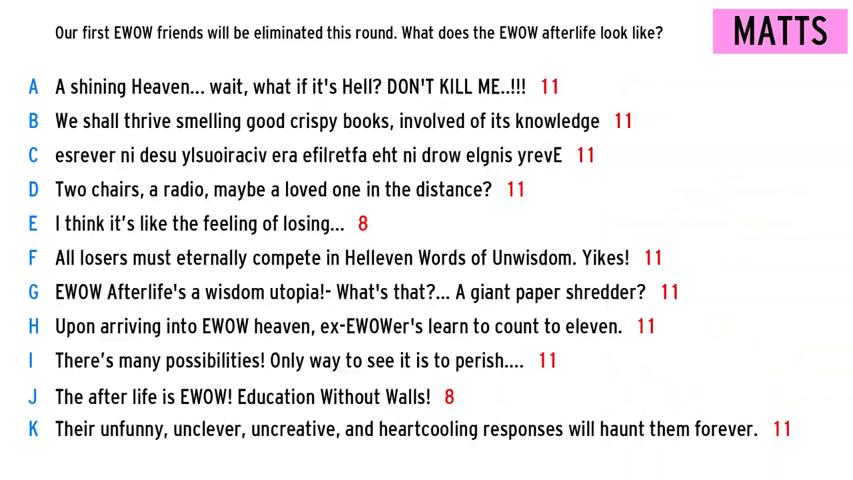 Our first EWOW friends will be eliminated this round. What does the EWOW afterlife look like?
MATTS
A A shining Heaven... wait, what if it's Hell? DON'T KILL ME..!!! 11
B We shall thrive smelling good crispy books, involved of its knowledge 11
C esrever ni desu ylsuoiraciv era efilretfa eht ni drow elgnis yrevE 11
D Two chairs, a radio, maybe a loved one in the distance? 11
E I think it’s like the feeling of losing... 8
F All losers must eternally compete in Helleven Words of Unwisdom. Yikes! 11
G EWOW Afterlife's a wisdom utopia!- What's that?... A giant paper shredder? 11
H Upon arriving into EWOW heaven, ex-EWOWer's learn to count to eleven. 11
I There’s many possibilities! Only way to see it is to perish.... 11
J The after life is EWOW! Education Without Walls! 8
K Their unfunny, unclever, uncreative, and heartcooling responses will haunt them forever. 11